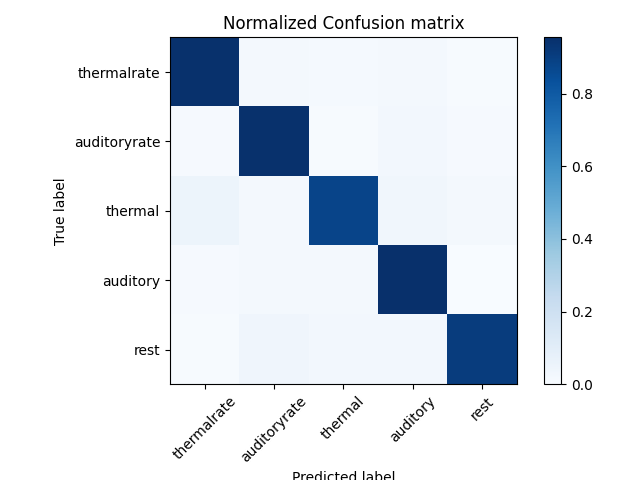 Normalized Confusion matrix
True label
thermalrate
auditoryrate
thermal
auditory
rest
thermalrate
auditoryrate
thermal
auditory
rest
Predicted label
0.8
0.6
0.4
0.2
0.0